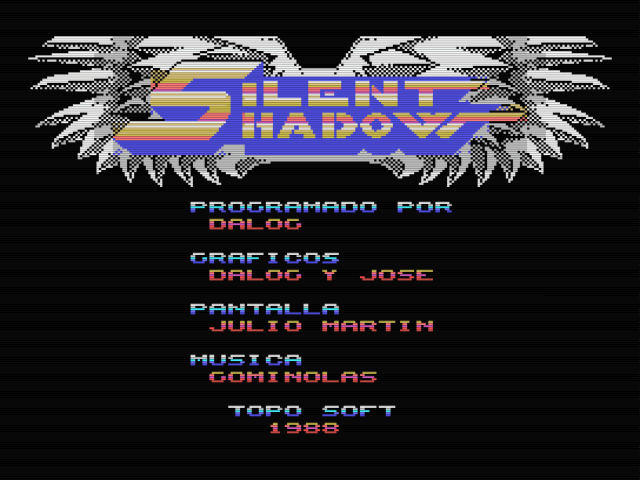 SILENT
SHADOW
PROGRAMADO POR
DALOG
GRAFICOS
DALOG Y JOSE
PANTALLA
JULIO MARTIN
MUSICA
GOMINOLAS
TOPO SOFT
1988